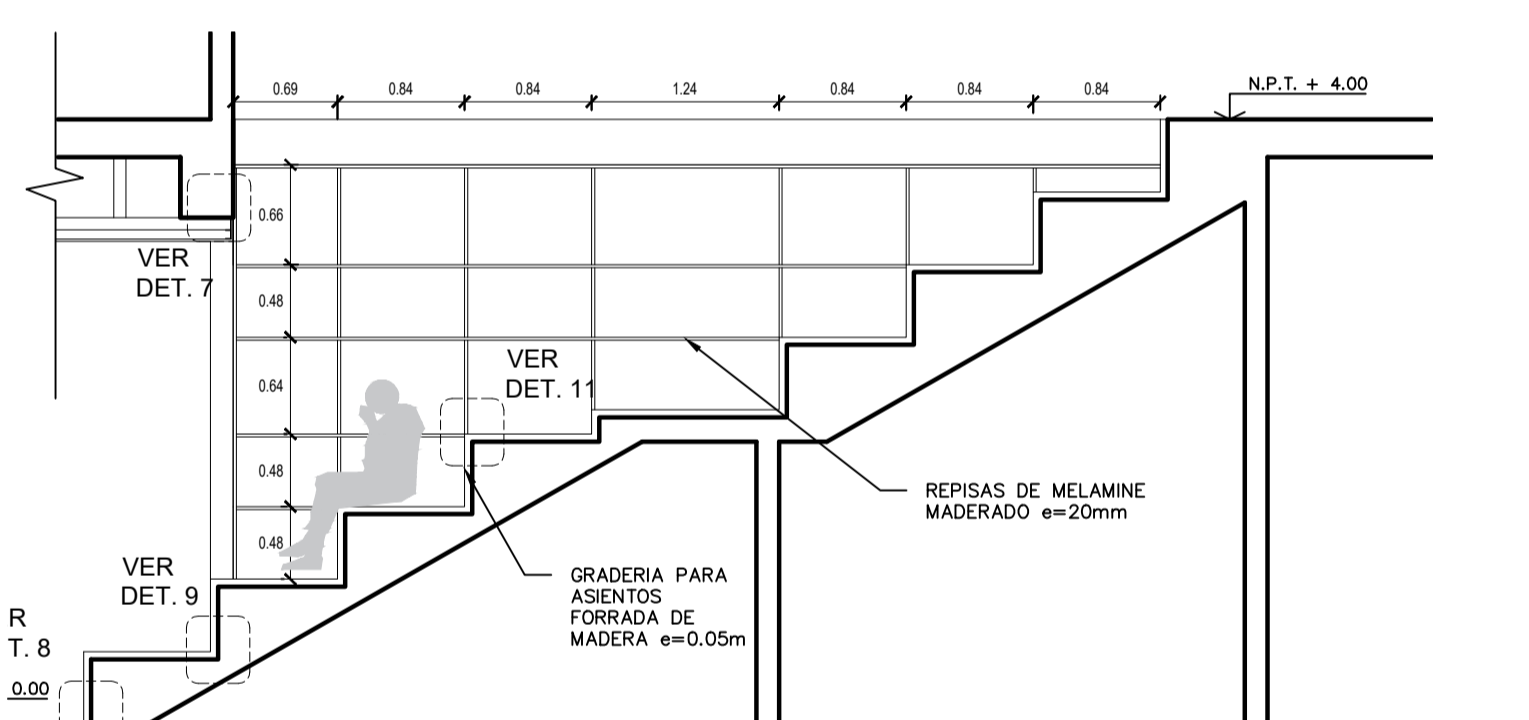 0.69 0.84 0.84 1.24 0.84 0.84 0.84
N.P.T. + 4.00
0.66
VER
DET. 7
0.48
VER
DET. 11
0.64
0.48
REPISAS DE MELAMINE
MADERADO e=20mm
0.48
VER
DET. 9
GRADERIA PARA
ASIENTOS
FORRADA DE
MADERA e=0.05m
R
T. 8
0.00